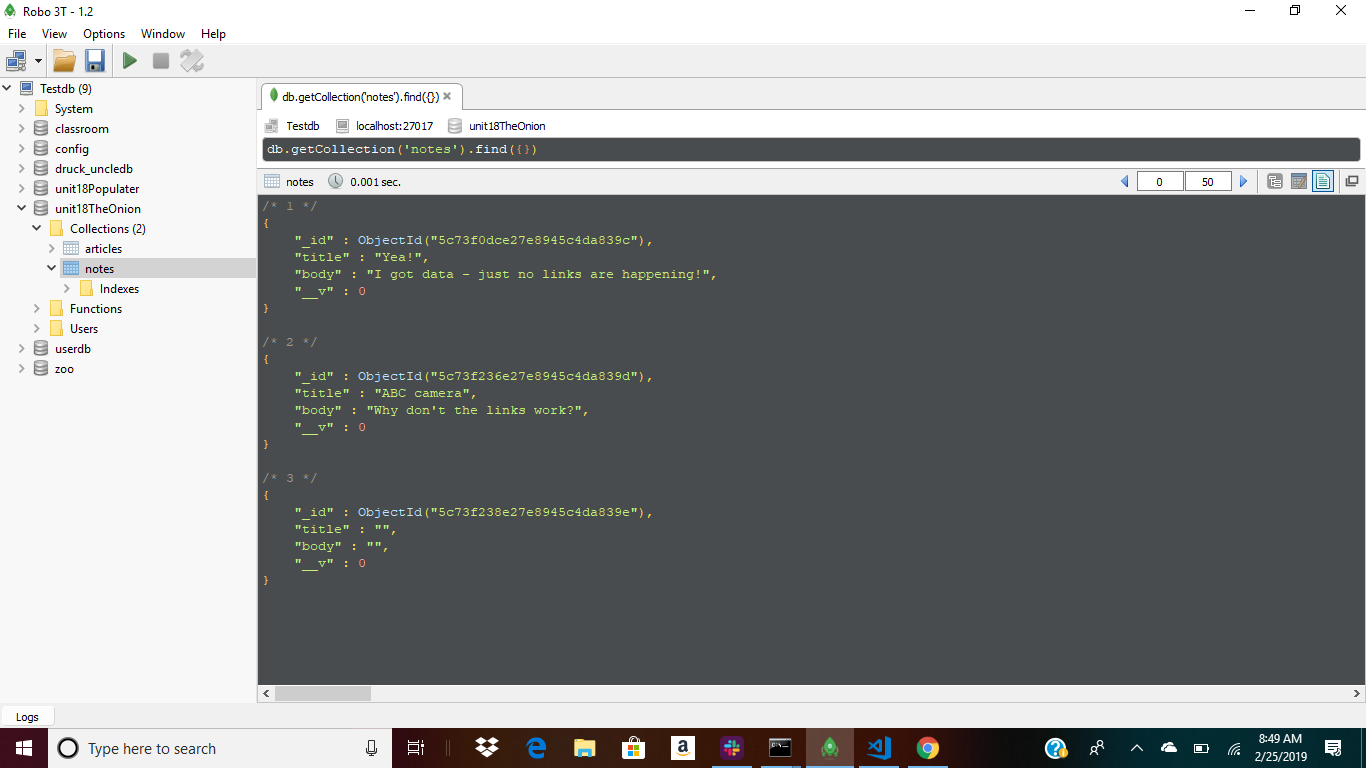 Robo 3T - 1.2
File View Options Window Help
Testdb (9)
System
classroom
config
druck_uncledb
unit18Populater
unit18TheOnion
Collections (2)
articles
notes
Indexes
Functions
Users
userdb
zoo
db.getCollection('notes').find({})
Testdb localhost:27017 unit18TheOnion
db.getCollection('notes').find({})
notes 0.001 sec. 0 50
/* 1 */
{
"_id" : ObjectId("5c73f0dce27e8945c4da839c"),
"title" : "Yea!",
"body" : "I got data - just no links are happening!",
"__v" : 0
}
/* 2 */
{
"_id" : ObjectId("5c73f236e27e8945c4da839d"),
"title" : "ABC camera",
"body" : "Why don't the links work?",
"__v" : 0
}
/* 3 */
{
"_id" : ObjectId("5c73f238e27e8945c4da839e"),
"title" : "",
"body" : "",
"__v" : 0
}
Logs
Type here to search
8:49 AM
2/25/2019